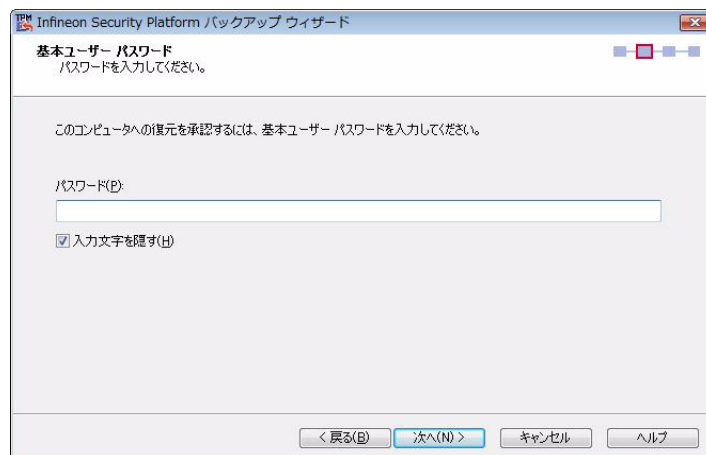 TPM Infineon Security Platform バックアップ ウィザード
基本ユーザー パスワード
パスワードを入力してください。
このコンピュータへの復元を承認するには、基本ユーザー パスワードを入力してください。
パスワード(P):
入力文字を隠す(H)
< 戻る(B) 次へ(N) > キャンセル ヘルプ